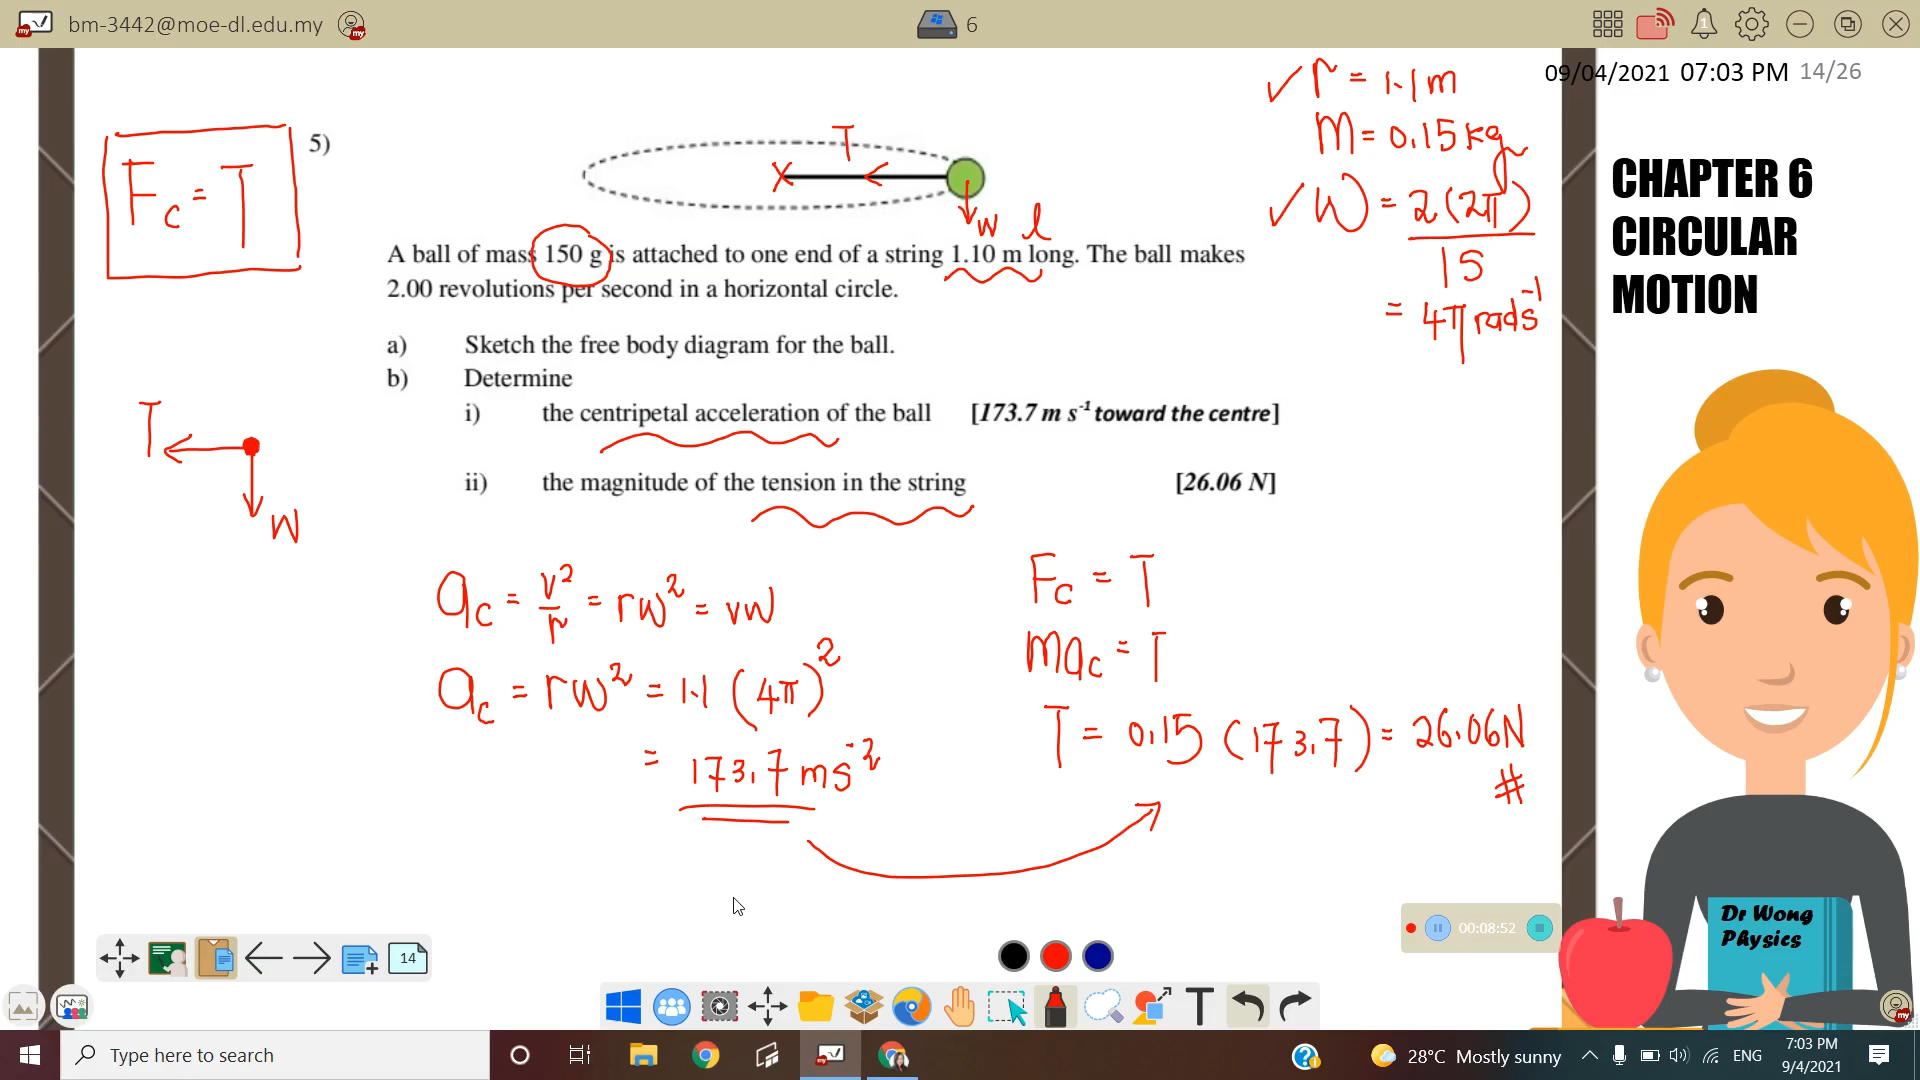 bm-3442@moe-dl.edu.my
6
1
09/04/2021 07:03 PM 14/26
CHAPTER 6
CIRCULAR
MOTION
5)
Fc = T
T
W l
r = 1.1 m
m = 0.15 kg
ω = 2(2π)
1s
= 4π rads⁻¹
A ball of mass 150 g is attached to one end of a string 1.10 m long. The ball makes
2.00 revolutions per second in a horizontal circle.
a) Sketch the free body diagram for the ball.
b) Determine
i) the centripetal acceleration of the ball [173.7 m s⁻¹ toward the centre]
ii) the magnitude of the tension in the string [26.06 N]
T
W
ac = v²/r = rω² = vω
ac = rω² = 1.1 (4π)²
= 173.7 ms⁻²
Fc = T
mac = T
T = 0.15 (173.7) = 26.06N
#
Dr Wong
Physics
00:08:52
14
T
Type here to search
28°C Mostly sunny
ENG
7:03 PM
9/4/2021